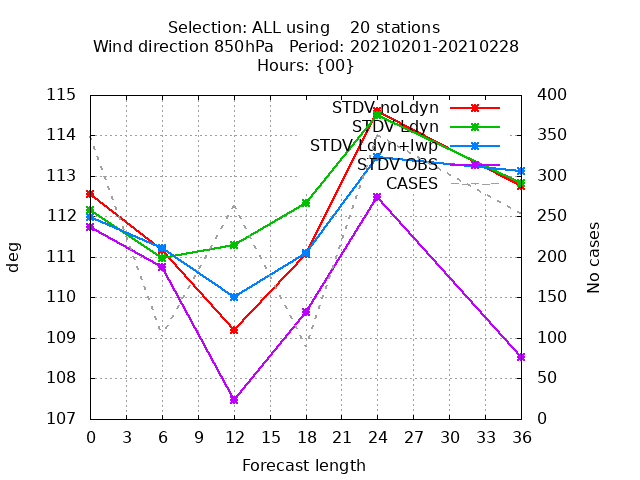 Selection: ALL using    20 stations
Wind direction 850hPa   Period: 20210201-20210228
Hours: {00}
115
114
113
112
111
110
109
108
107
400
350
300
250
200
150
100
50
0
STDV noLdyn
STDV Ldyn
STDV Ldyn+lwp
STDV OBS
CASES
deg
No cases
0 3 6 9 12 15 18 21 24 27 30 33 36
Forecast length